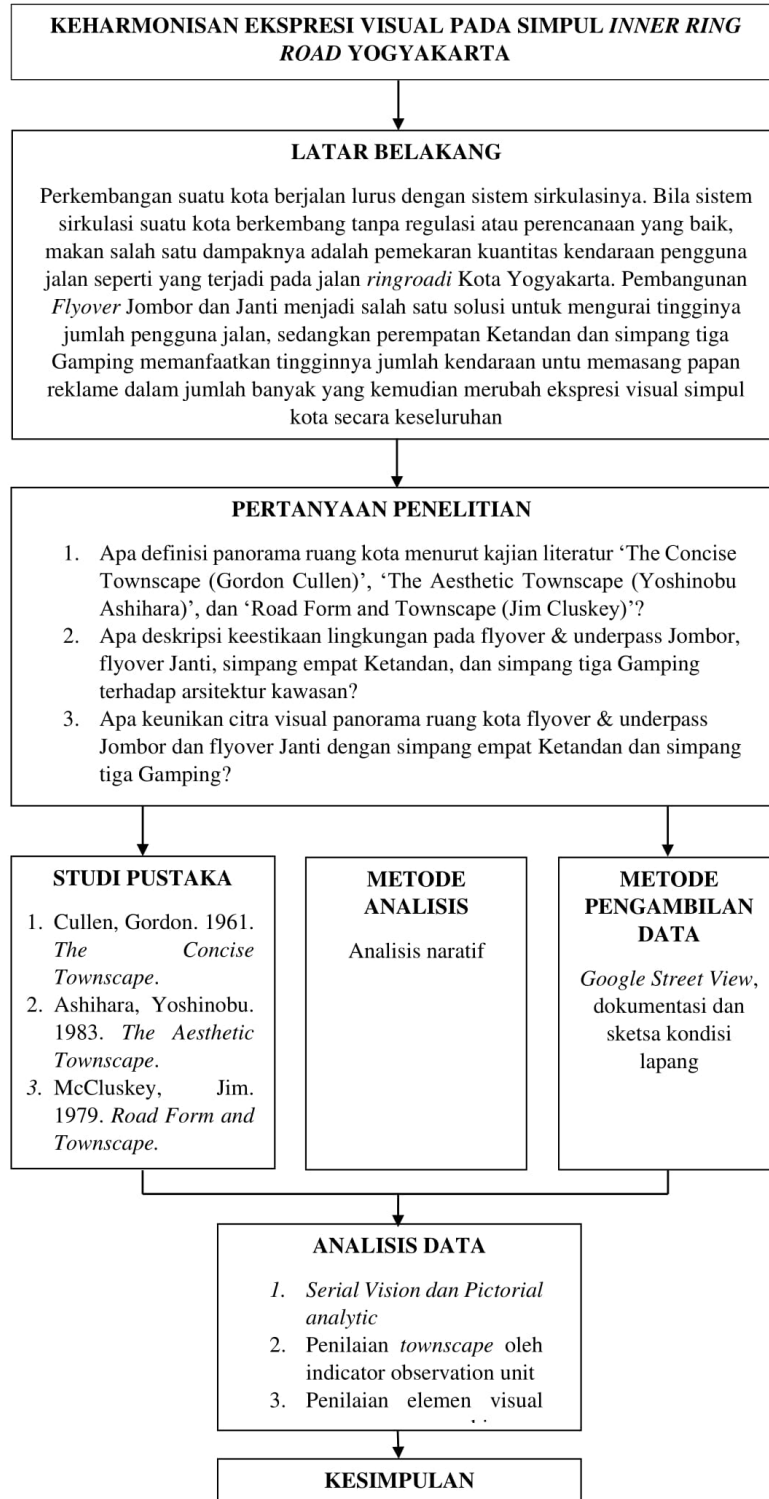 KEHARMONISAN EKSPRESI VISUAL PADA SIMPUL INNER RING
ROAD YOGYAKARTA
LATAR BELAKANG
Perkembangan suatu kota berjalan lurus dengan sistem sirkulasinya. Bila sistem
sirkulasi suatu kota berkembang tanpa regulasi atau perencanaan yang baik,
makan salah satu dampaknya adalah pemekaran kuantitas kendaraan pengguna
jalan seperti yang terjadi pada jalan ringroadi Kota Yogyakarta. Pembangunan
Flyover Jombor dan Janti menjadi salah satu solusi untuk mengurai tingginya
jumlah pengguna jalan, sedangkan perempatan Ketandan dan simpang tiga
Gamping memanfaatkan tingginnya jumlah kendaraan untu memasang papan
reklame dalam jumlah banyak yang kemudian merubah ekspresi visual simpul
kota secara keseluruhan
PERTANYAAN PENELITIAN
1. Apa definisi panorama ruang kota menurut kajian literatur ‘The Concise
Townscape (Gordon Cullen)’, ‘The Aesthetic Townscape (Yoshinobu
Ashihara)’, dan ‘Road Form and Townscape (Jim Cluskey)’?
2. Apa deskripsi keestikaan lingkungan pada flyover & underpass Jombor,
flyover Janti, simpang empat Ketandan, dan simpang tiga Gamping
terhadap arsitektur kawasan?
3. Apa keunikan citra visual panorama ruang kota flyover & underpass
Jombor dan flyover Janti dengan simpang empat Ketandan dan simpang
tiga Gamping?
STUDI PUSTAKA
1. Cullen, Gordon. 1961.
The Concise
Townscape.
2. Ashihara, Yoshinobu.
1983. The Aesthetic
Townscape.
3. McCluskey, Jim.
1979. Road Form and
Townscape.
METODE
ANALISIS
Analisis naratif
METODE
PENGAMBILAN
DATA
Google Street View,
dokumentasi dan
sketsa kondisi
lapang
ANALISIS DATA
1. Serial Vision dan Pictorial
analytic
2. Penilaian townscape oleh
indicator observation unit
3. Penilaian elemen visual
KESIMPULAN